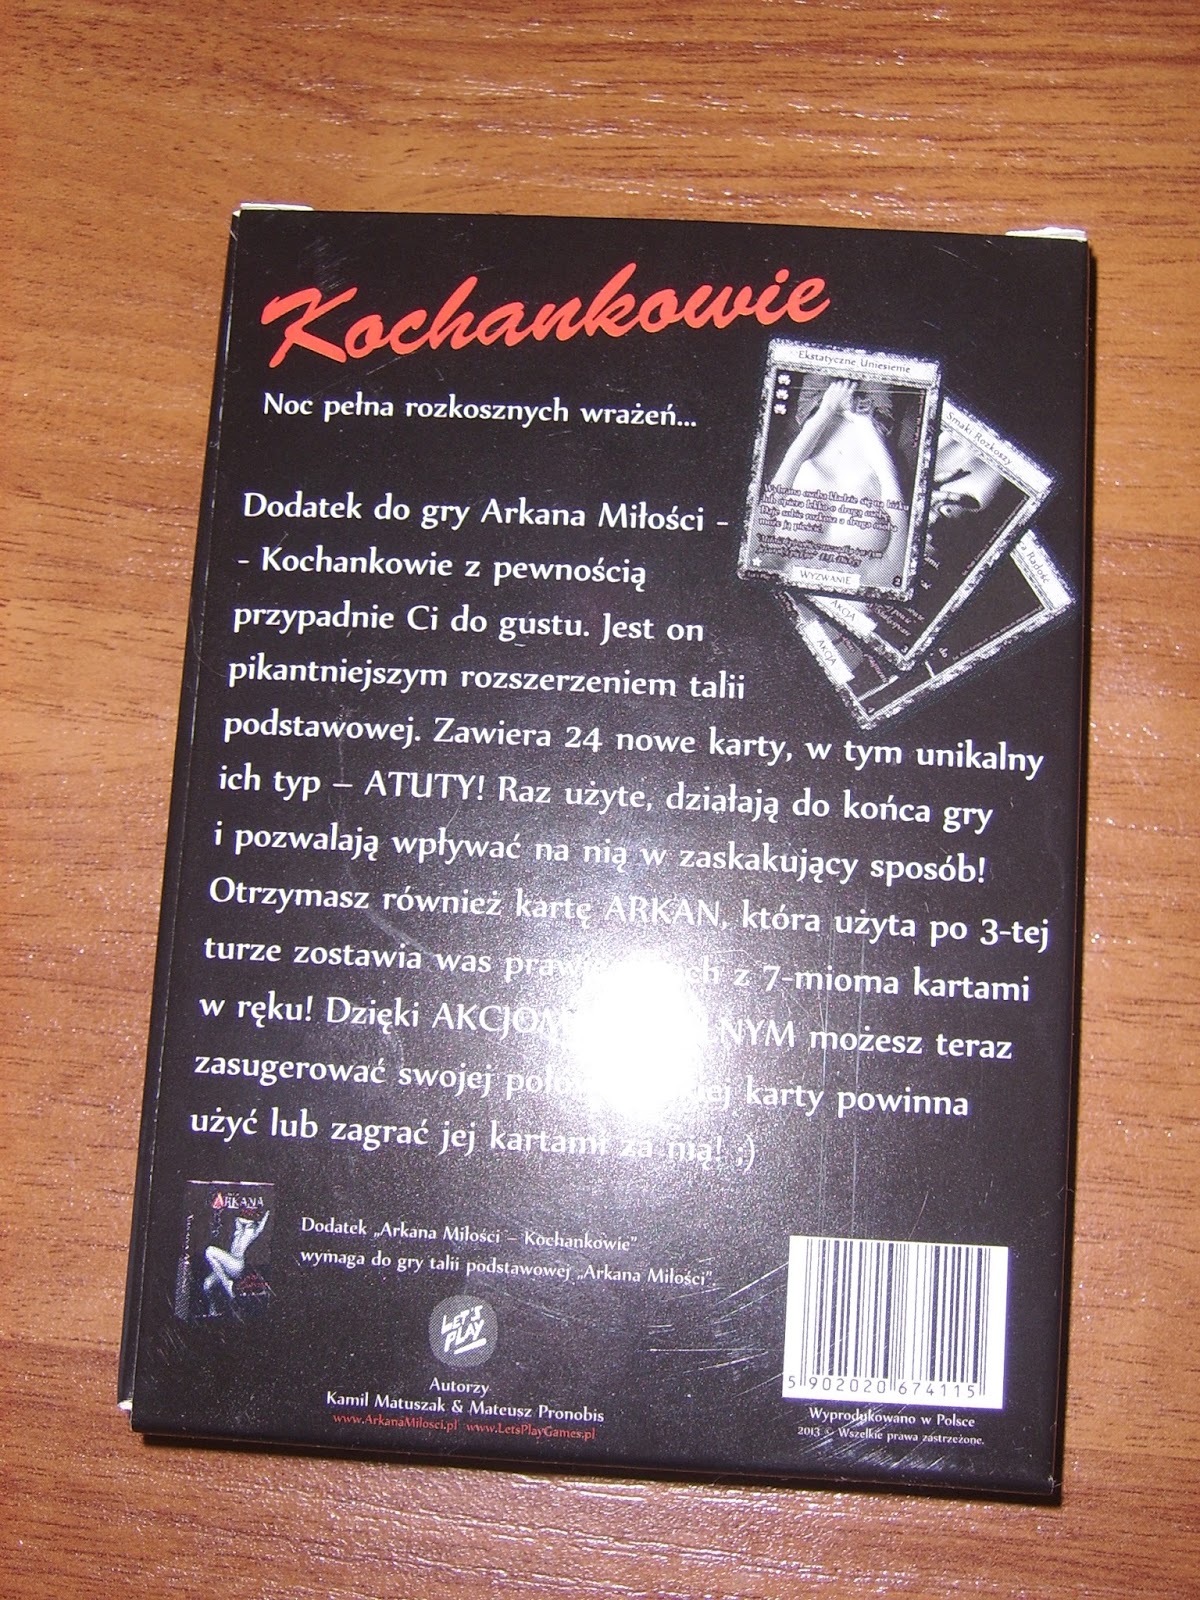 Kochankowie
Noc pełna rozkosznych wrażeń...
Ekstatyczne Uniesienie
WYZWANIE
2
Smaki Rozkoszy
AKCJA
3
Radość
AKCJA
Dodatek do gry Arkana Miłości -
- Kochankowie z pewnością
przypadnie Ci do gustu. Jest on
pikantniejszym rozszerzeniem talii
podstawowej. Zawiera 24 nowe karty, w tym unikalny
ich typ – ATUTY! Raz użyte, działają do końca gry
i pozwalają wpływać na nią w zaskakujący sposób!
Otrzymasz również kartę ARKAN, która użyta po 3-tej
turze zostawia was z 7-mioma kartami
w ręku! Dzięki możesz teraz
zasugerować swojej karty powinna
użyć lub zagrać jej kartami za nią! ;)
ARKANA
Dodatek „Arkana Miłości – Kochankowie”
wymaga do gry talii podstawowej „Arkana Miłości”.
LET'S
PLAY
Autorzy
Kamil Matuszak & Mateusz Pronobis
www.ArkanaMilosci.pl www.LetsPlayGames.pl
5 902020 674115
Wyprodukowano w Polsce
2013 © Wszelkie prawa zastrzeżone.